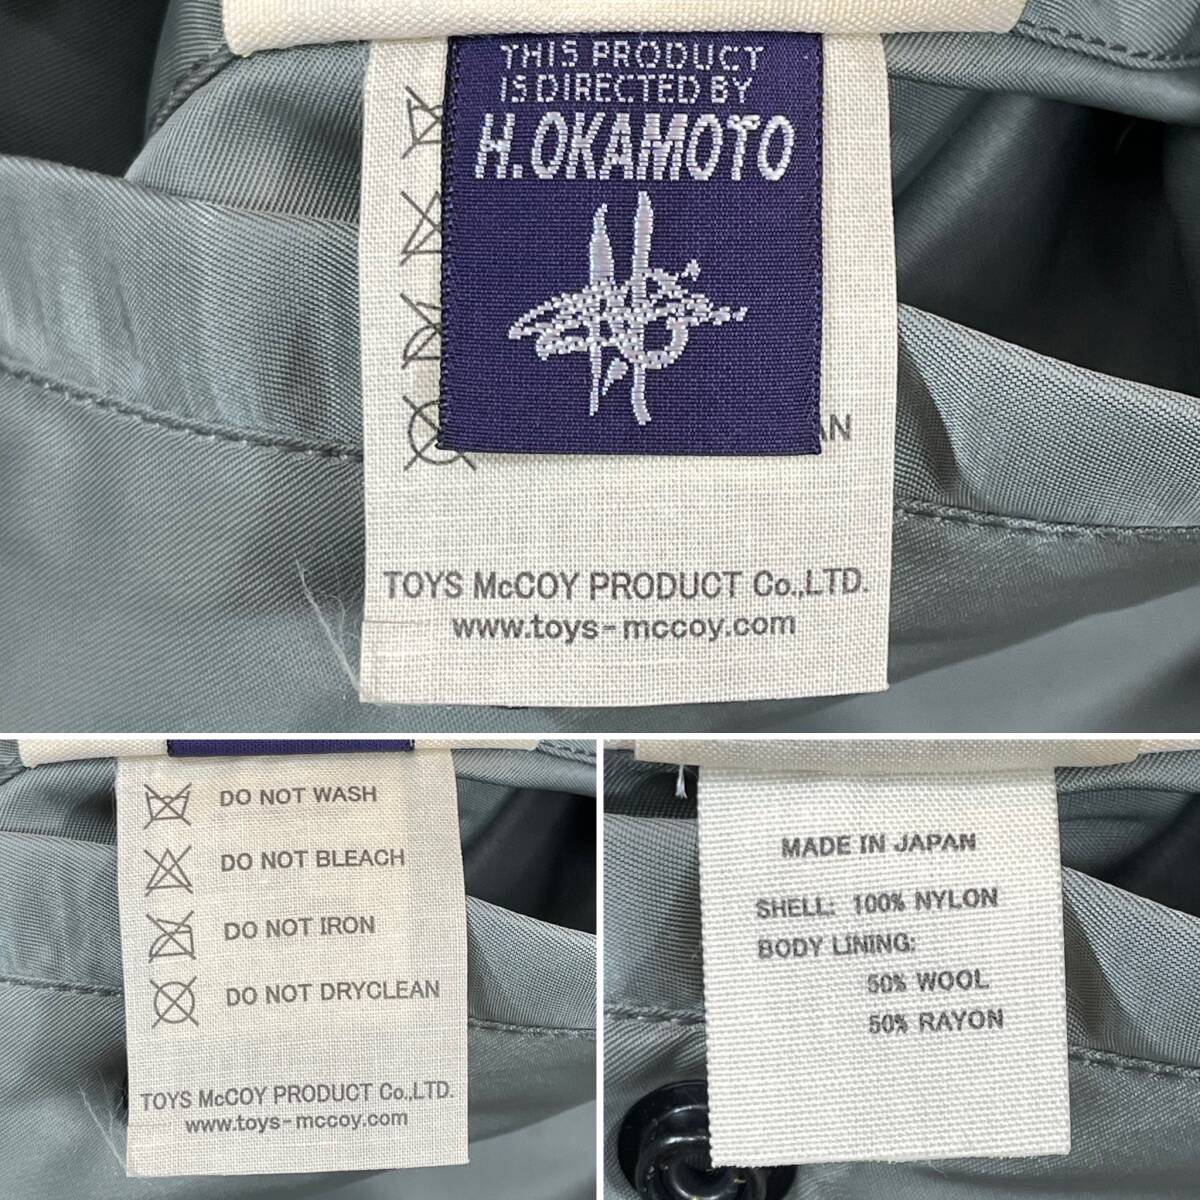 THIS PRODUCT
IS DIRECTED BY
H.OKAMOTO
AN
TOYS McCOY PRODUCT Co.,LTD.
www.toys-mccoy.com
DO NOT WASH
DO NOT BLEACH
DO NOT IRON
DO NOT DRYCLEAN
TOYS McCOY PRODUCT Co.,LTD.
www.toys-mccoy.com
MADE IN JAPAN
SHELL: 100% NYLON
BODY LINING:
50% WOOL
50% RAYON